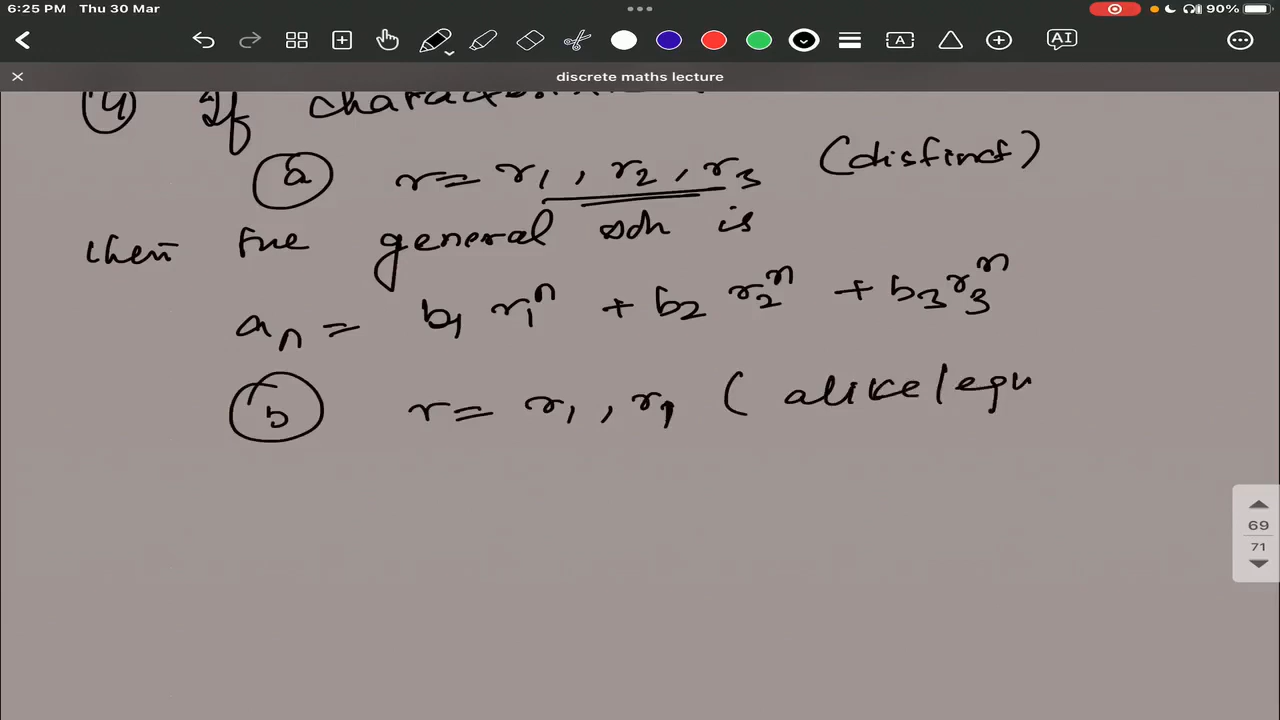 6:25 PM Thu 30 Mar
90%
A
AI
discrete maths lecture
4 If
a r = r1, r2, r3 (distinct)
then the general soln is
an = b1 r1^n + b2 r2^n + b3 r3^n
b r = r1, r1 (alike/equ
69
71